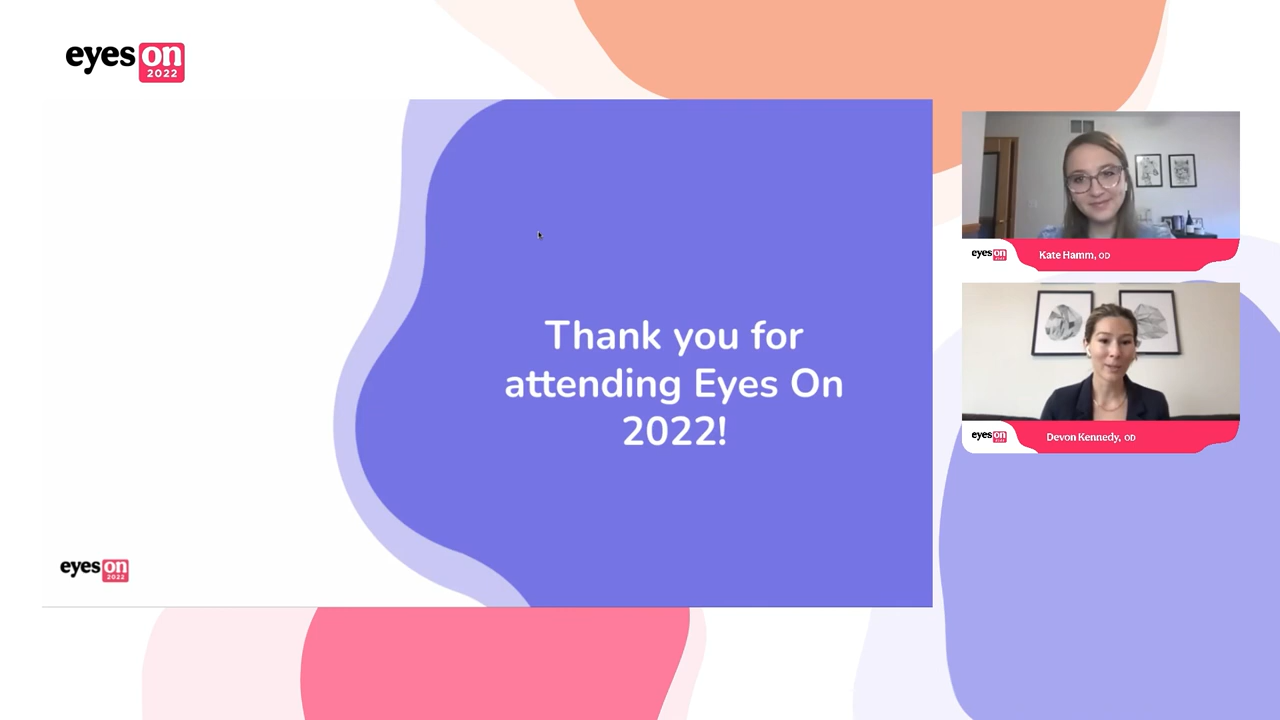 eyes on
2022
Thank you for
attending Eyes On
2022!
eyes on
2022
eyes on
Kate Hamm, OD
eyes on
Devon Kennedy, OD